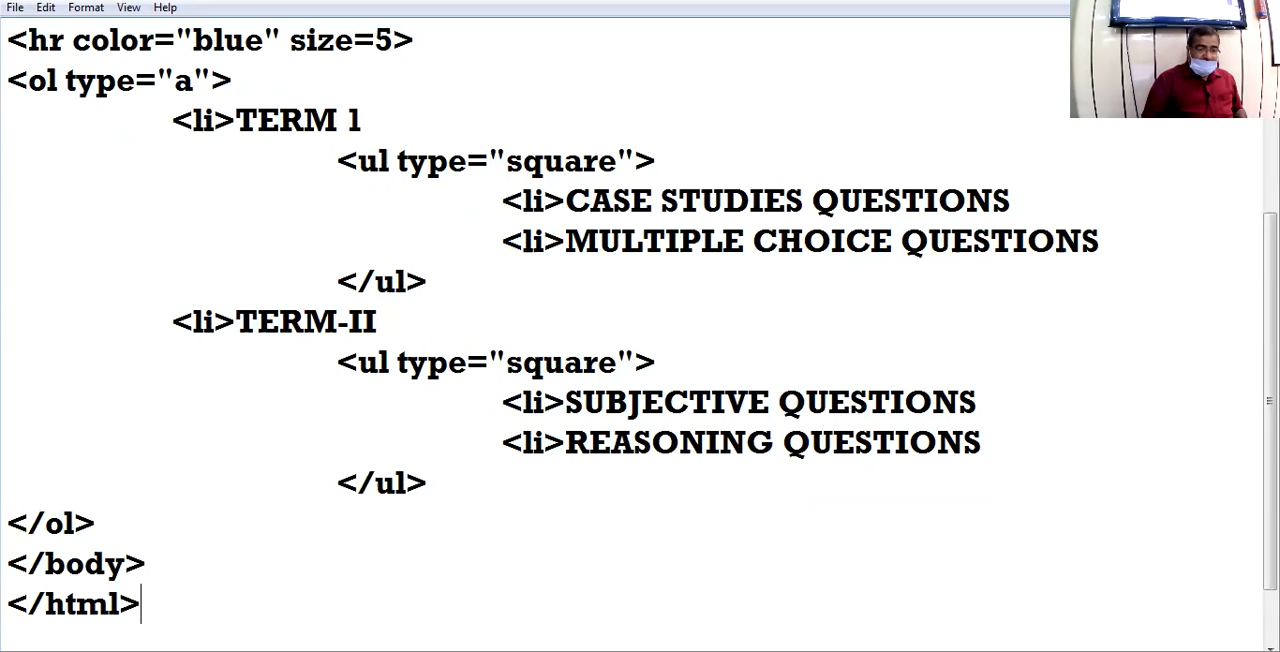 File Edit Format View Help
<hr color="blue" size=5>
<ol type="a">
<li>TERM 1
<ul type="square">
<li>CASE STUDIES QUESTIONS
<li>MULTIPLE CHOICE QUESTIONS
</ul>
<li>TERM-II
<ul type="square">
<li>SUBJECTIVE QUESTIONS
<li>REASONING QUESTIONS
</ul>
</ol>
</body>
</html>